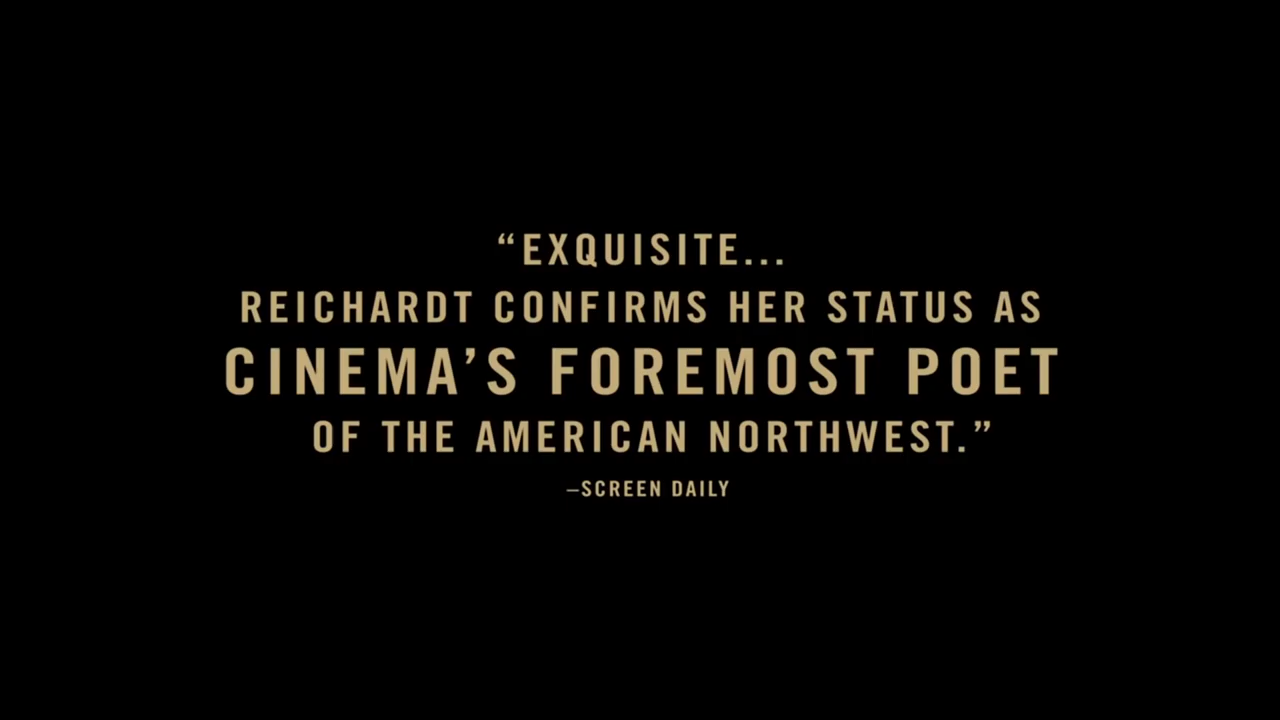 “EXQUISITE...
REICHARDT CONFIRMS HER STATUS AS
CINEMA’S FOREMOST POET
OF THE AMERICAN NORTHWEST.”
–SCREEN DAILY